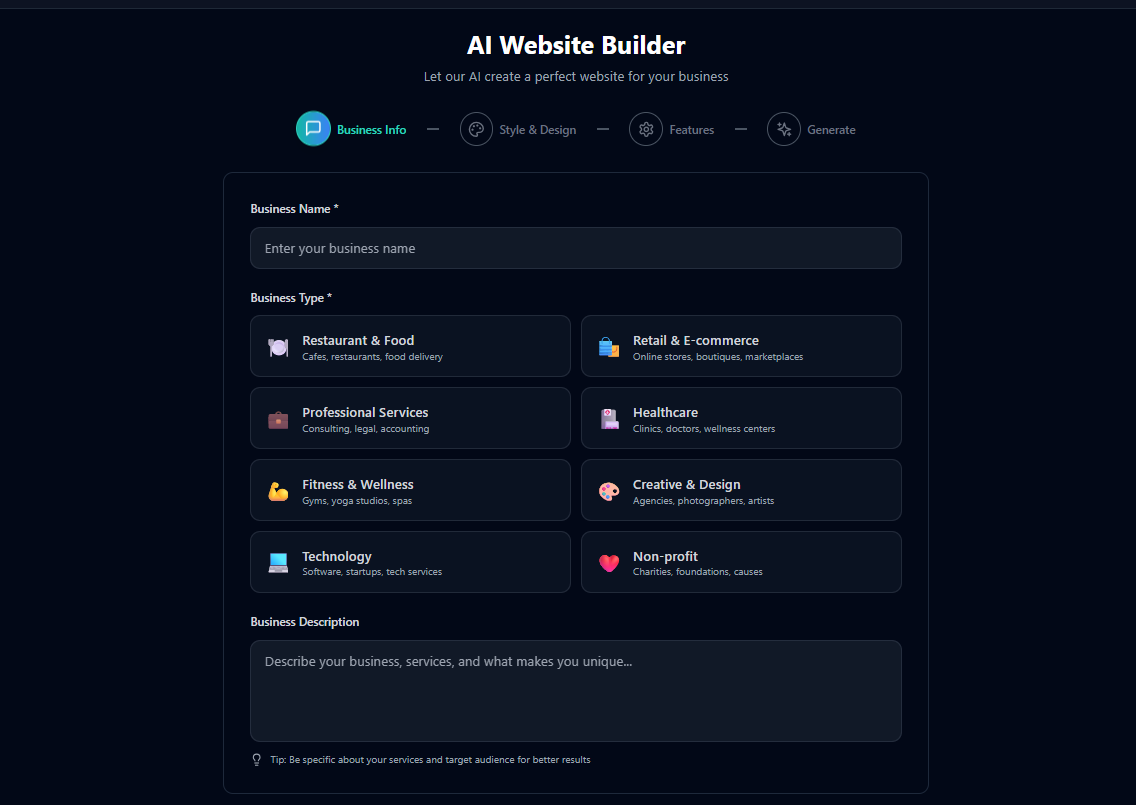 AI Website Builder
Let our AI create a perfect website for your business
Business Info
Style & Design
Features
Generate
Business Name *
Enter your business name
Business Type *
Restaurant & Food
Cafes, restaurants, food delivery
Retail & E-commerce
Online stores, boutiques, marketplaces
Professional Services
Consulting, legal, accounting
Healthcare
Clinics, doctors, wellness centers
Fitness & Wellness
Gyms, yoga studios, spas
Creative & Design
Agencies, photographers, artists
Technology
Software, startups, tech services
Non-profit
Charities, foundations, causes
Business Description
Describe your business, services, and what makes you unique...
Tip: Be specific about your services and target audience for better results